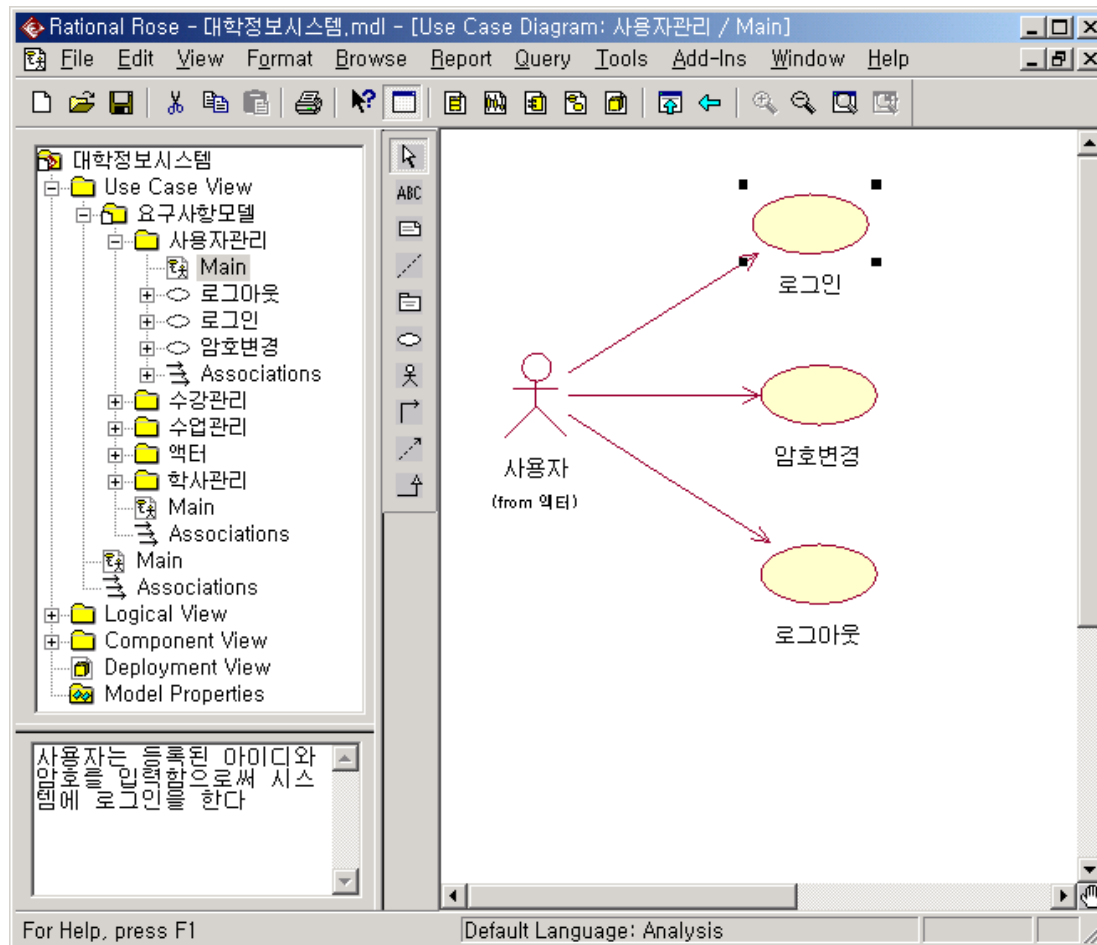 Rational Rose - 대학정보시스템.mdl - [Use Case Diagram: 사용자관리 / Main]
File Edit View Format Browse Report Query Tools Add-Ins Window Help
대학정보시스템
Use Case View
요구사항모델
사용자관리
Main
로그아웃
로그인
암호변경
Associations
수강관리
수업관리
액터
학사관리
Main
Associations
Main
Associations
Logical View
Component View
Deployment View
Model Properties
사용자는 등록된 아이디와
암호를 입력함으로써 시스
템에 로그인을 한다
ABC
로그인
암호변경
사용자
(from 액터)
로그아웃
For Help, press F1
Default Language: Analysis